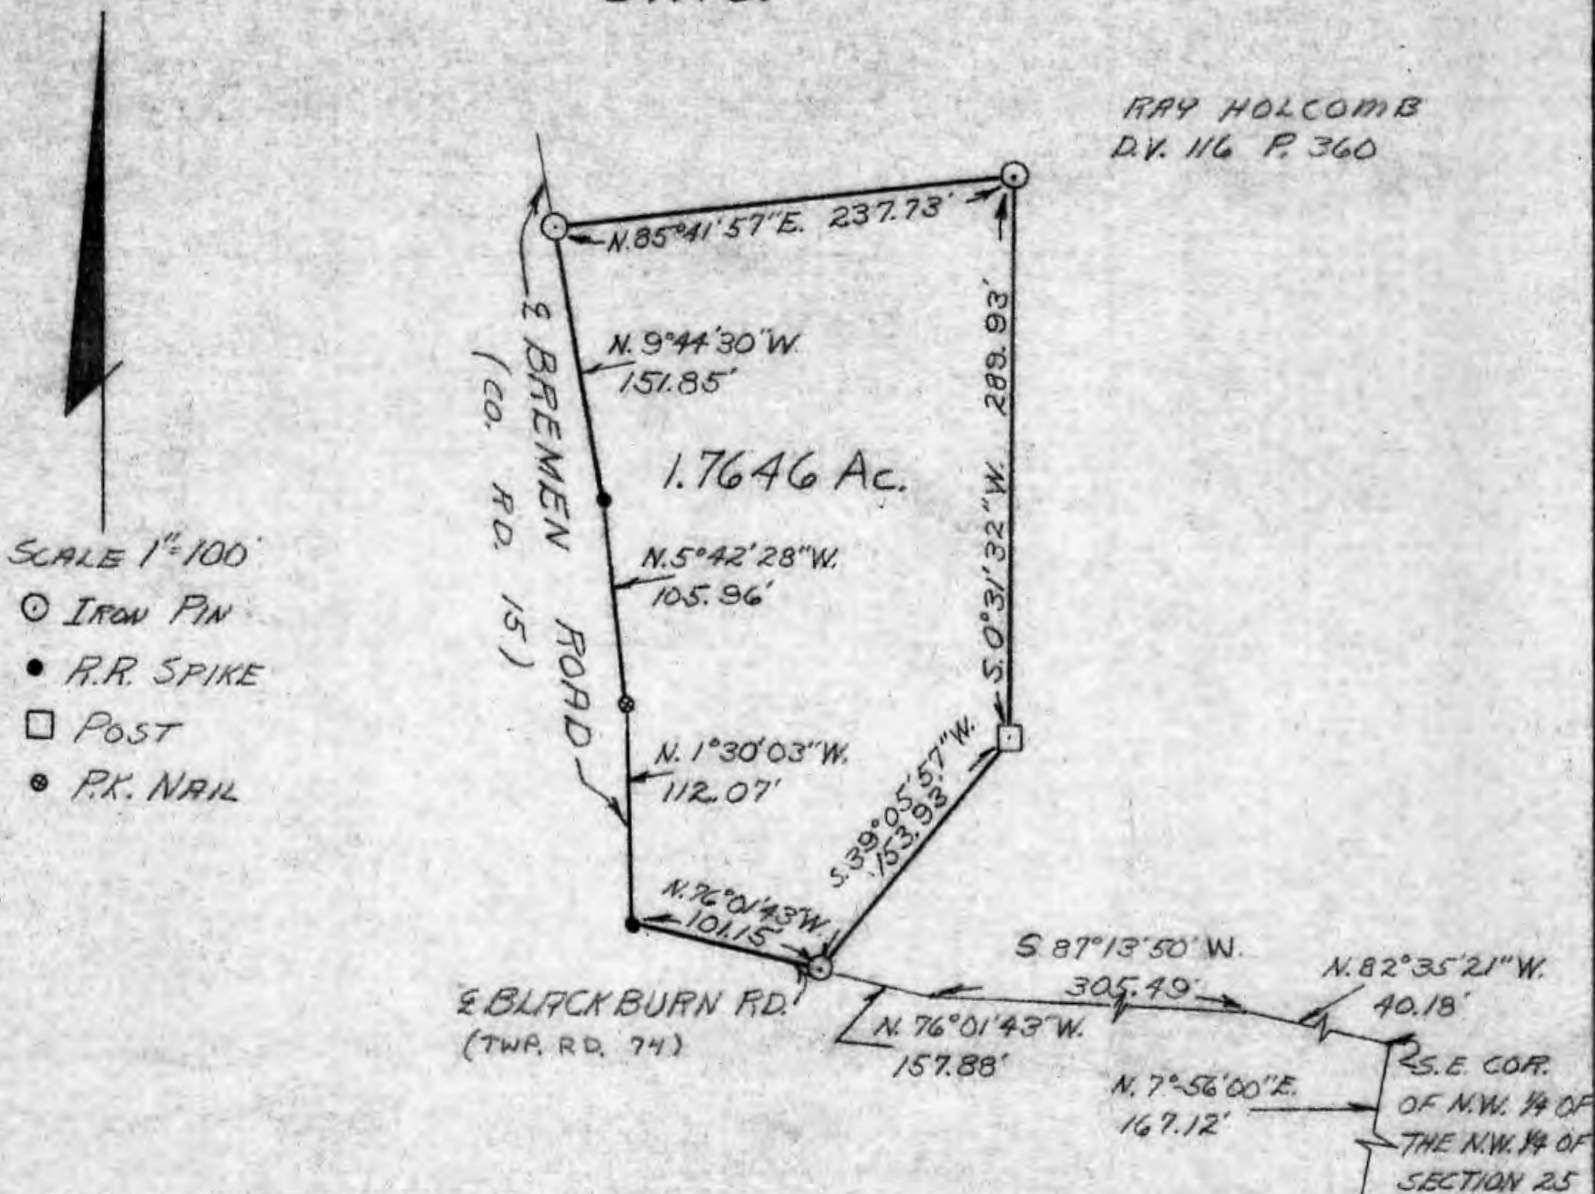 RAY HOLCOMB
D.V. 116 P. 360
N. 85°41'57"E. 237.73'
S. 0°31'32"W. 289.93'
N. 9°44'30"W.
151.85'
℄ BREMEN ROAD
(CO. RD. 15)
1.7646 Ac.
N. 5°42'28"W.
105.96'
SCALE 1"=100'
IRON PIN
R.R. SPIKE
POST
P.K. NAIL
N. 1°30'03"W.
112.07'
S. 39°05'57"W.
153.93'
N. 76°01'43"W.
101.15'
℄ BLACKBURN RD.
(TWP. RD. 74)
S 87°13'50" W.
305.49'
N. 82°35'21"W.
40.18'
N. 76°01'43"W.
157.88'
N. 7°-56'00"E.
167.12'
S.E. COR.
OF N.W. 1/4 OF
THE N.W. 1/4 OF
SECTION 25